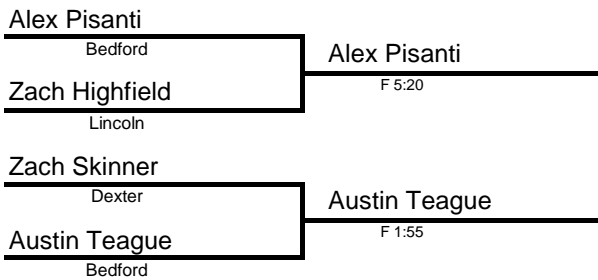 Alex Pisanti
Bedford
Alex Pisanti
F 5:20
Zach Highfield
Lincoln
Zach Skinner
Dexter
Austin Teague
F 1:55
Austin Teague
Bedford